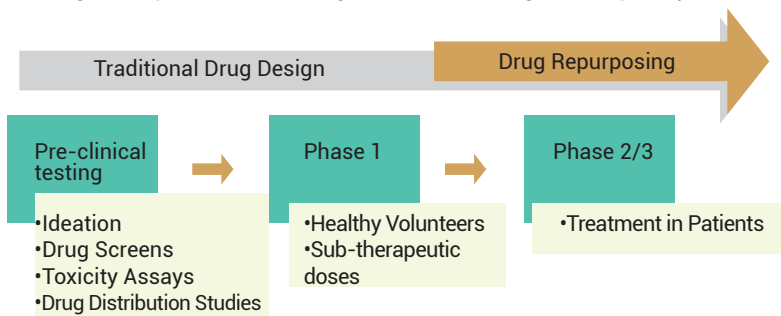 Traditional Drug Design
Drug Repurposing
Pre-clinical
testing
Phase 1
Phase 2/3
•Ideation
•Drug Screens
•Toxicity Assays
•Drug Distribution Studies
•Healthy Volunteers
•Sub-therapeutic
doses
•Treatment in Patients